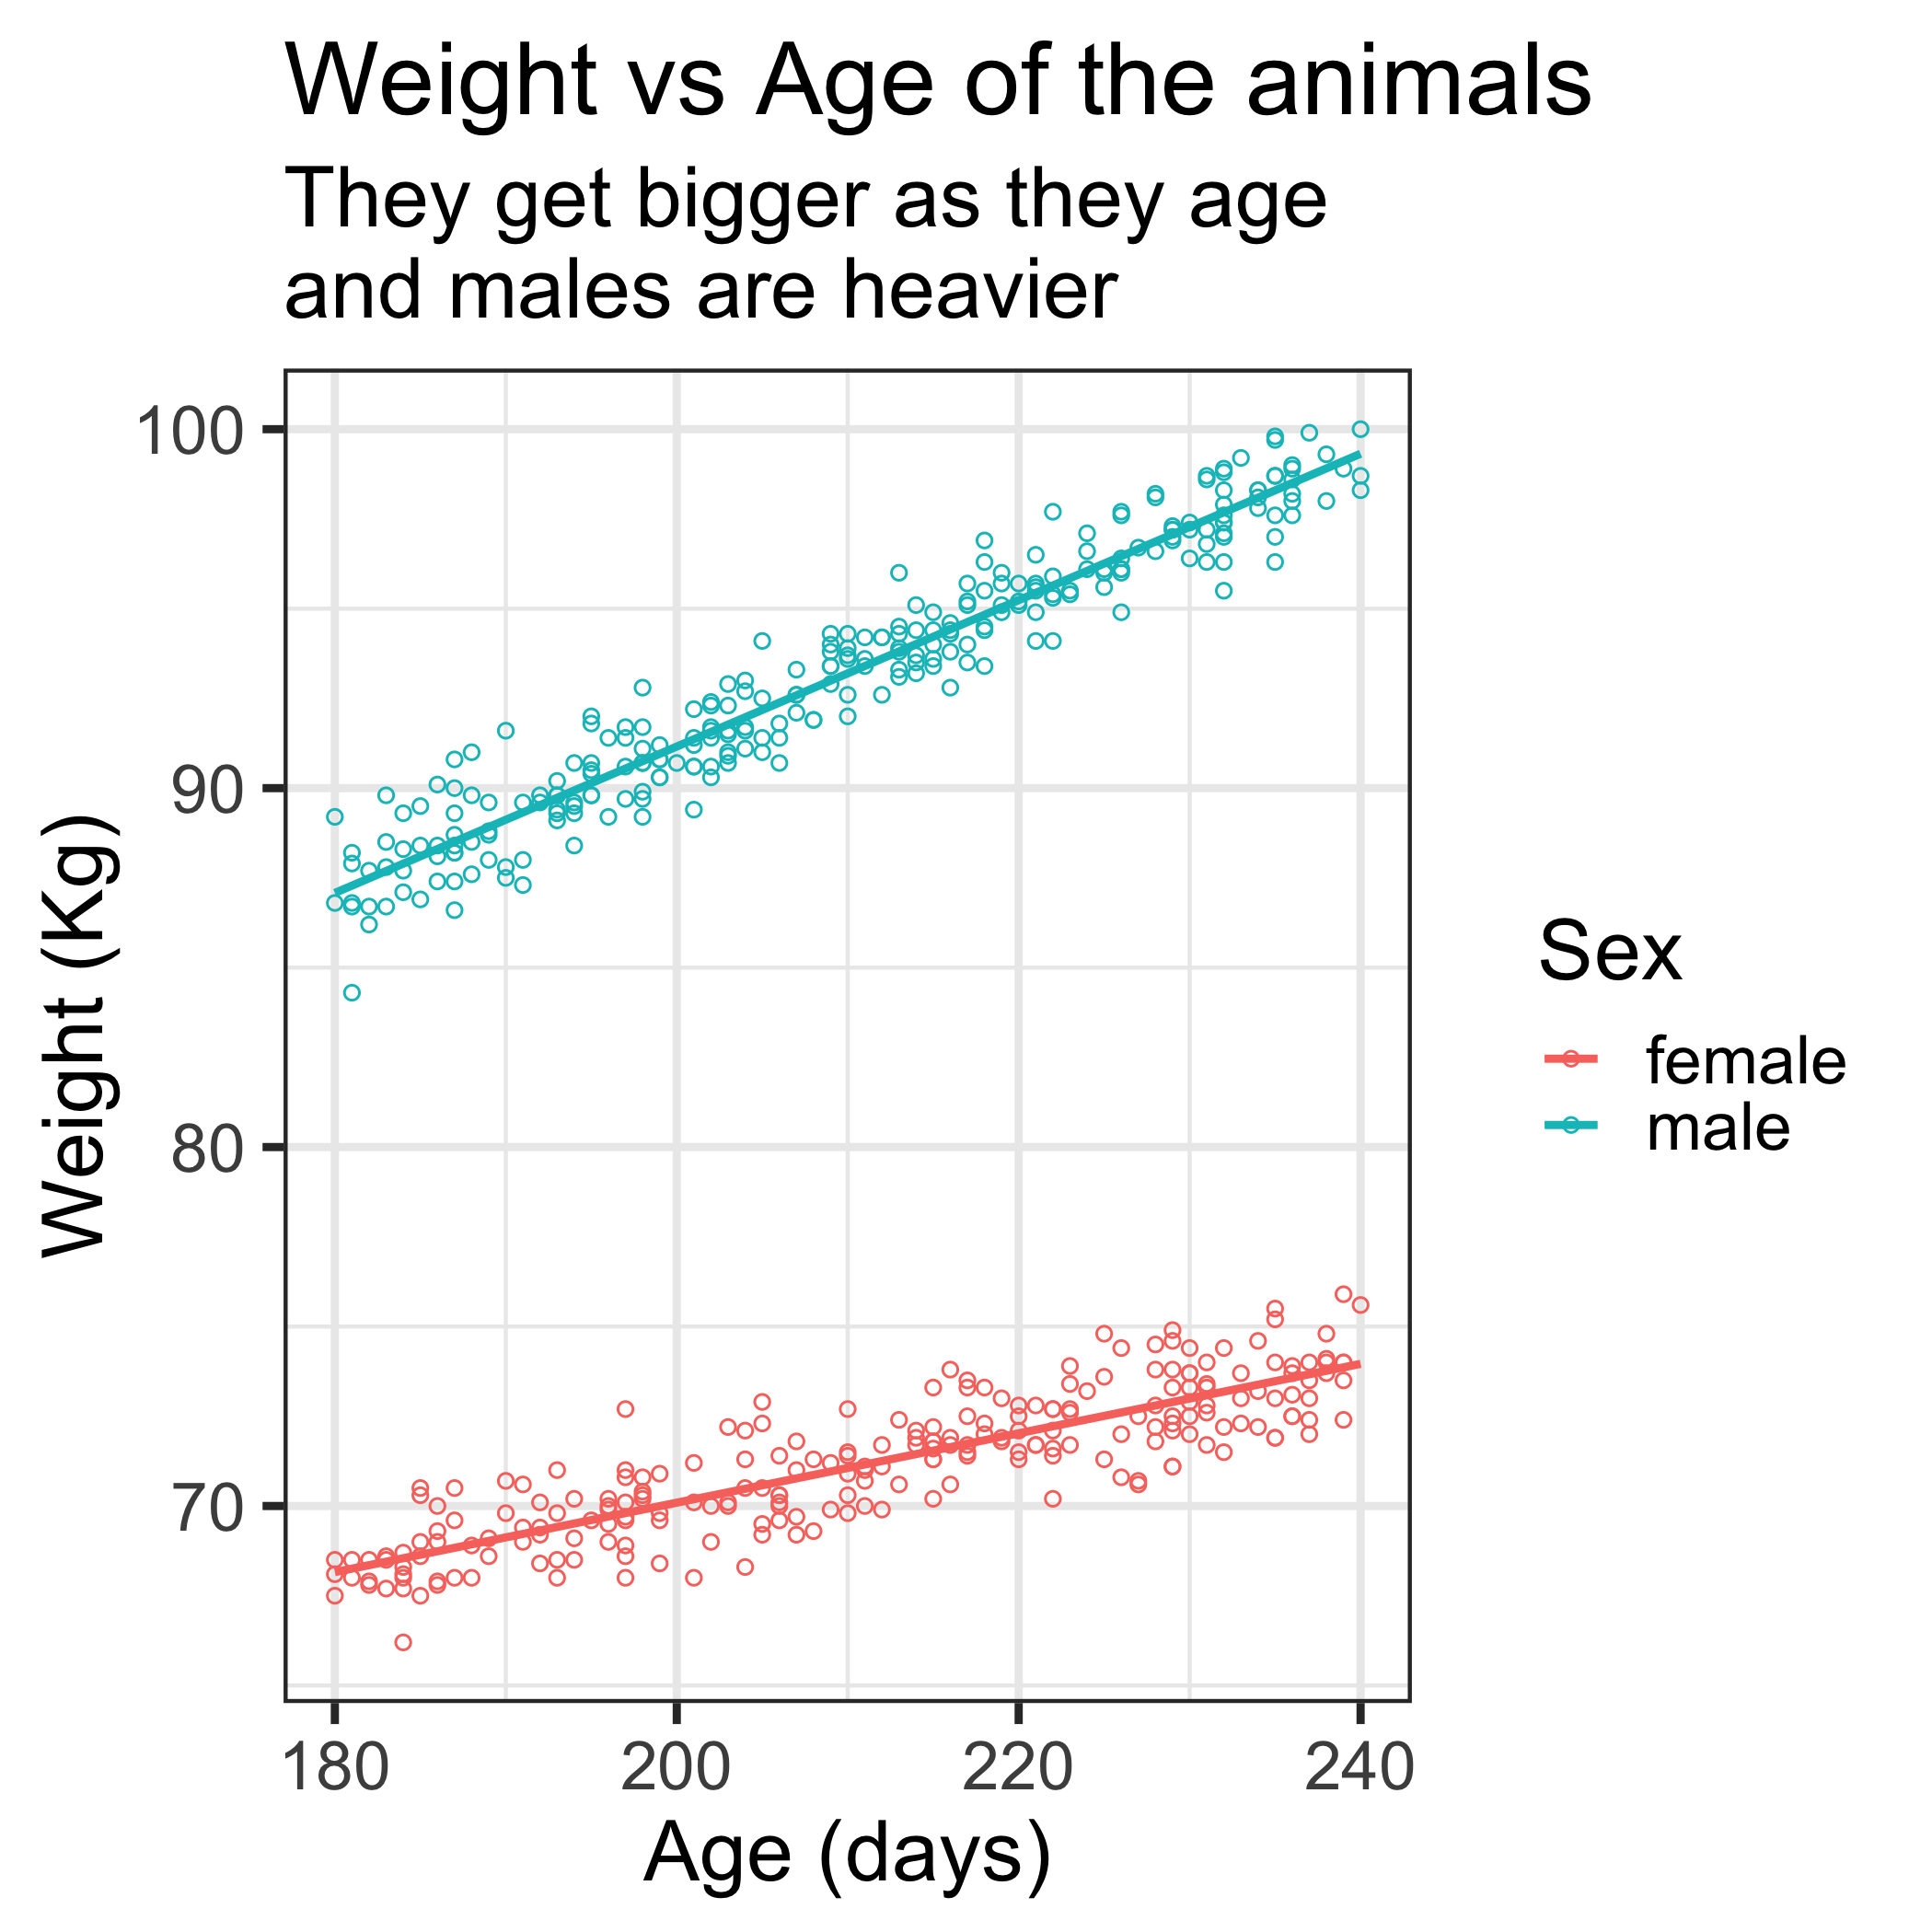 Weight vs Age of the animals
They get bigger as they age
and males are heavier
100
90
80
70
Weight (Kg)
180 200 220 240
Age (days)
Sex
female
male